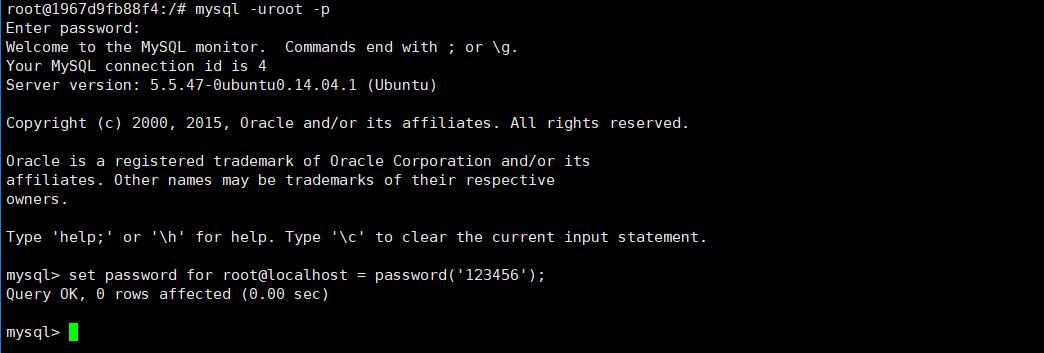 root@1967d9fb88f4:/# mysql -uroot -p
Enter password:
Welcome to the MySQL monitor.  Commands end with ; or \g.
Your MySQL connection id is 4
Server version: 5.5.47-0ubuntu0.14.04.1 (Ubuntu)
Copyright (c) 2000, 2015, Oracle and/or its affiliates. All rights reserved.
Oracle is a registered trademark of Oracle Corporation and/or its
affiliates. Other names may be trademarks of their respective
owners.
Type 'help;' or '\h' for help. Type '\c' to clear the current input statement.
mysql> set password for root@localhost = password('123456');
Query OK, 0 rows affected (0.00 sec)
mysql>